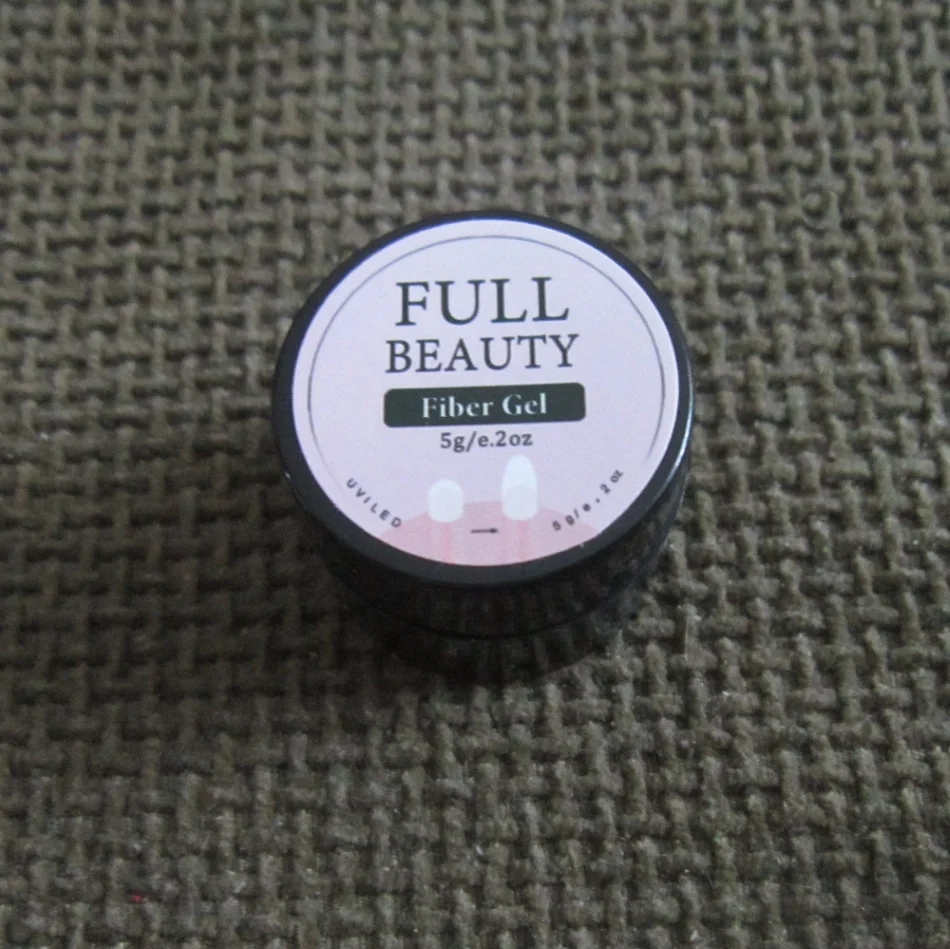 FULL
BEAUTY
Fiber Gel
5g/e.2oz
UV/LED
5g/e.2oz